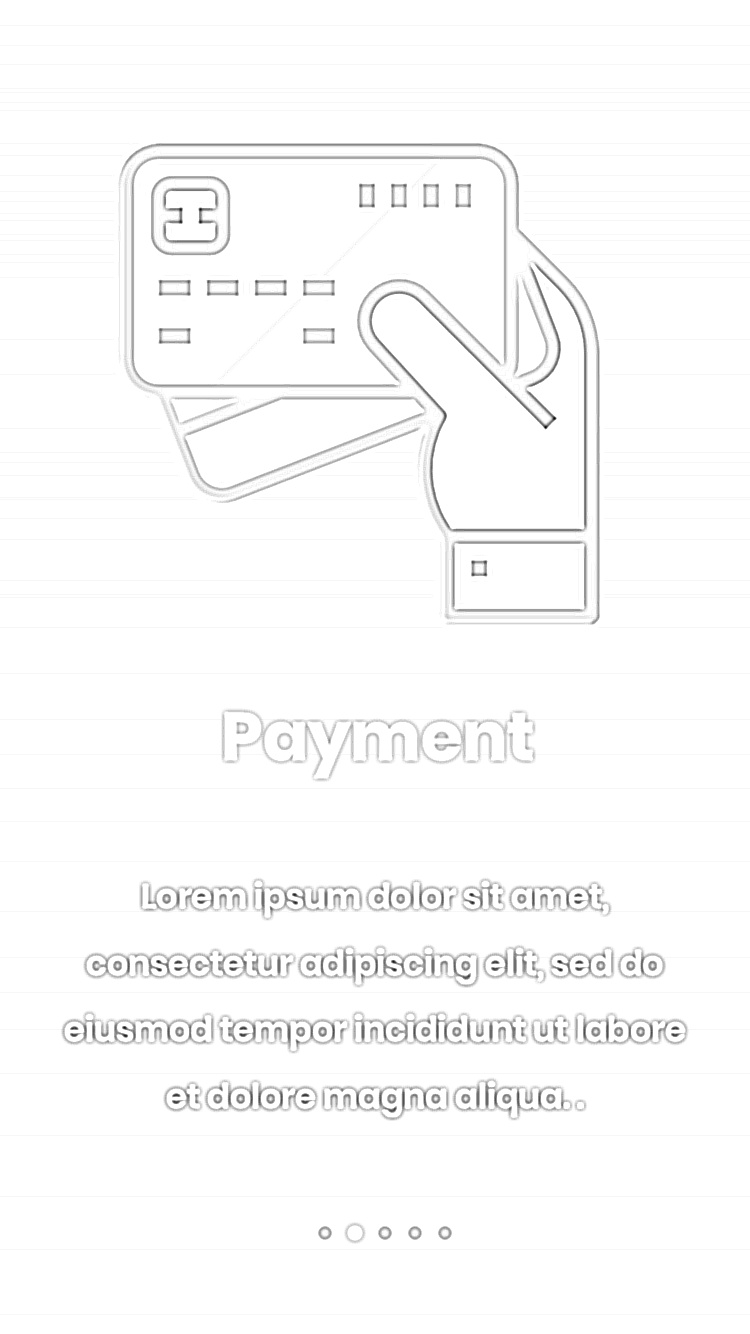 Payment
Lorem ipsum dolor sit amet,
consectetur adipiscing elit, sed do
eiusmod tempor incididunt ut labore
et dolore magna aliqua. .